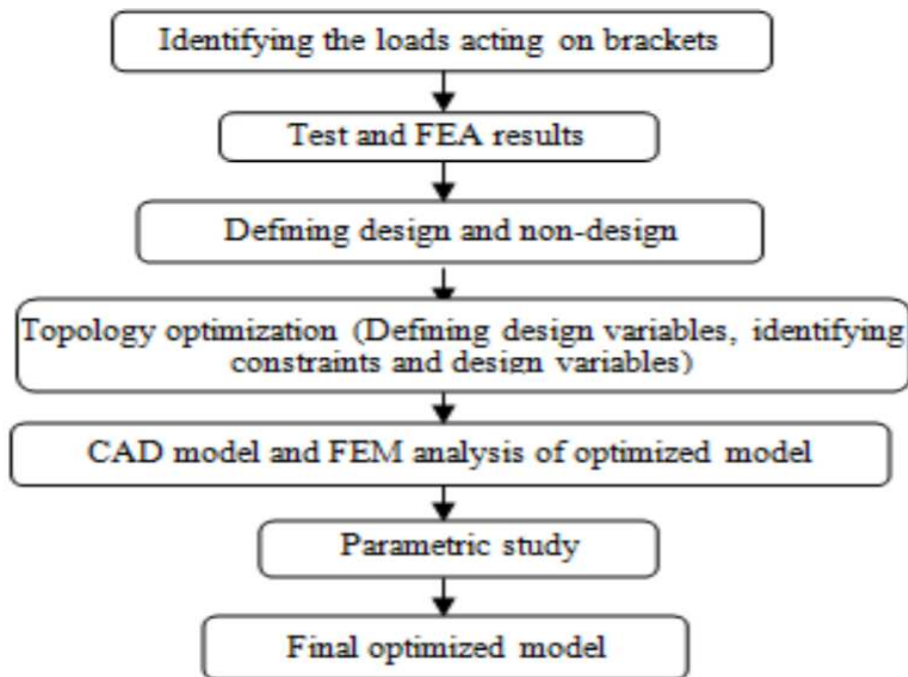 Identifying the loads acting on brackets
Test and FEA results
Defining design and non-design
Topology optimization (Defining design variables, identifying
constraints and design variables)
CAD model and FEM analysis of optimized model
Parametric study
Final optimized model